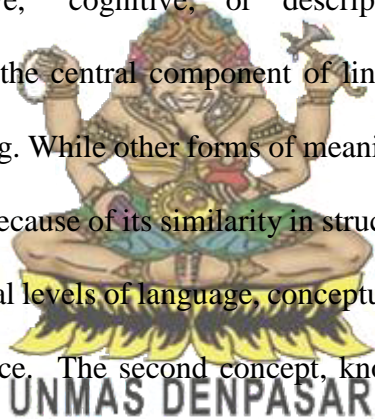 cognitive, or descrip
the central component of lin
g. While other forms of meani
ecause of its similarity in struc
al levels of language, conceptu
ce. The second concept, kno
UNMAS DENPASAR